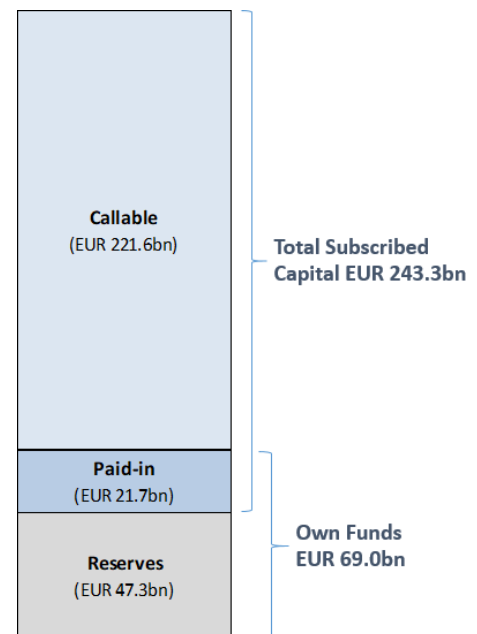 Callable
(EUR 221.6bn)
Total Subscribed
Capital EUR 243.3bn
Paid-in
(EUR 21.7bn)
Own Funds
EUR 69.0bn
Reserves
(EUR 47.3bn)